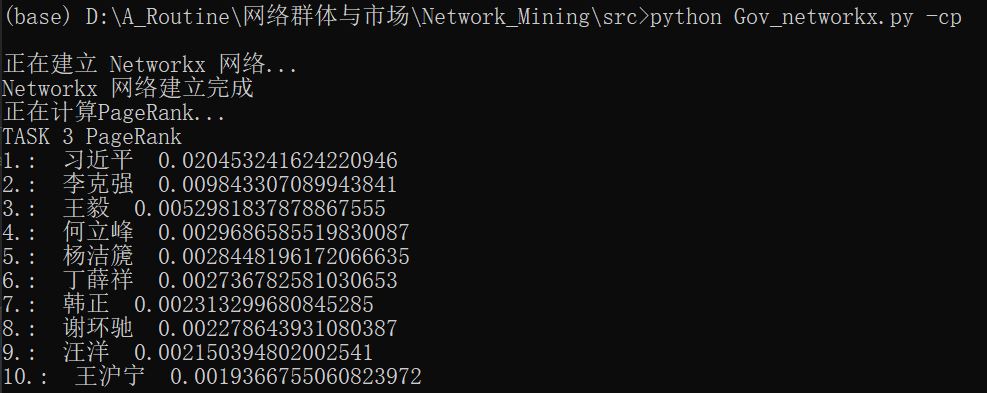 (base) D:\A_Routine\网络群体与市场\Network_Mining\src>python Gov_networkx.py -cp
正在建立 Networkx 网络...
Networkx 网络建立完成
正在计算PageRank...
TASK 3 PageRank
1.: 习近平 0.020453241624220946
2.: 李克强 0.009843307089943841
3.: 王毅 0.0052981837878867555
4.: 何立峰 0.0029686585519830087
5.: 杨洁篪 0.0028448196172066635
6.: 丁薛祥 0.002736782581030653
7.: 韩正 0.002313299680845285
8.: 谢环驰 0.002278643931080387
9.: 汪洋 0.002150394802002541
10.: 王沪宁 0.0019366755060823972